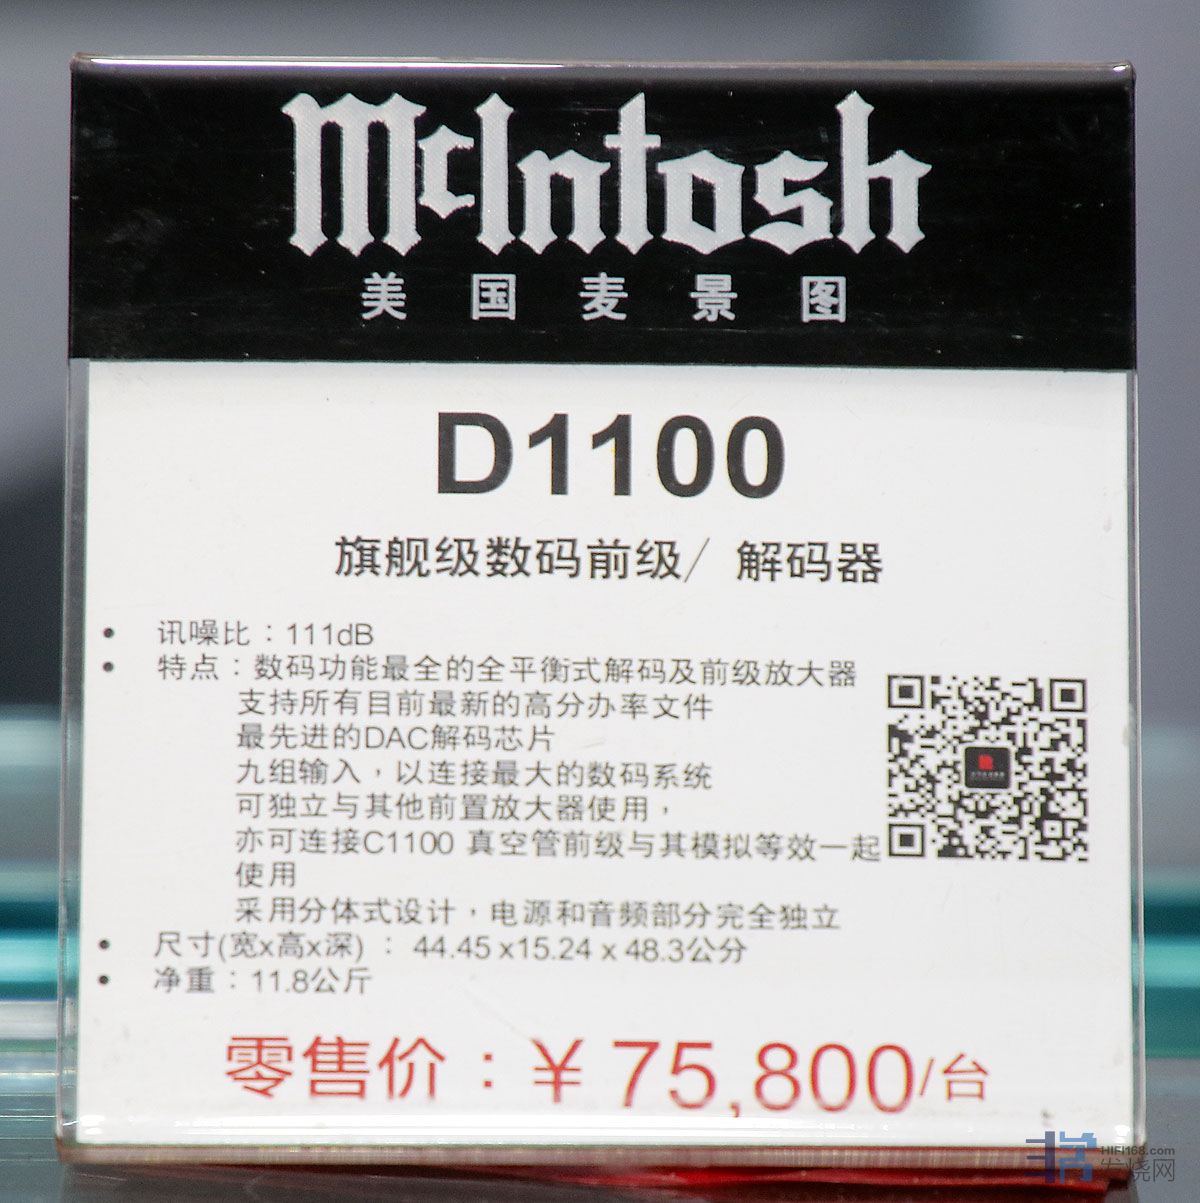 McIntosh
美国麦景图
D1100
旗舰级数码前级/ 解码器
• 讯噪比：111dB
• 特点：数码功能最全的全平衡式解码及前级放大器
支持所有目前最新的高分办率文件
最先进的DAC解码芯片
九组输入，以连接最大的数码系统
可独立与其他前置放大器使用，
亦可连接C1100 真空管前级与其模拟等效一起
使用
采用分体式设计，电源和音频部分完全独立
• 尺寸(宽x高x深) ： 44.45 x15.24 x 48.3公分
• 净重：11.8公斤
零售价：￥75,800/台
HIFI168.com
发烧网